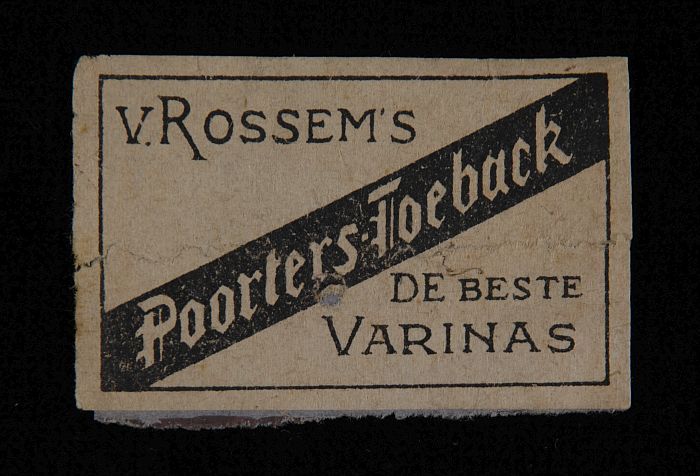 V. ROSSEM'S
Poorters-Toeback
DE BESTE
VARINAS